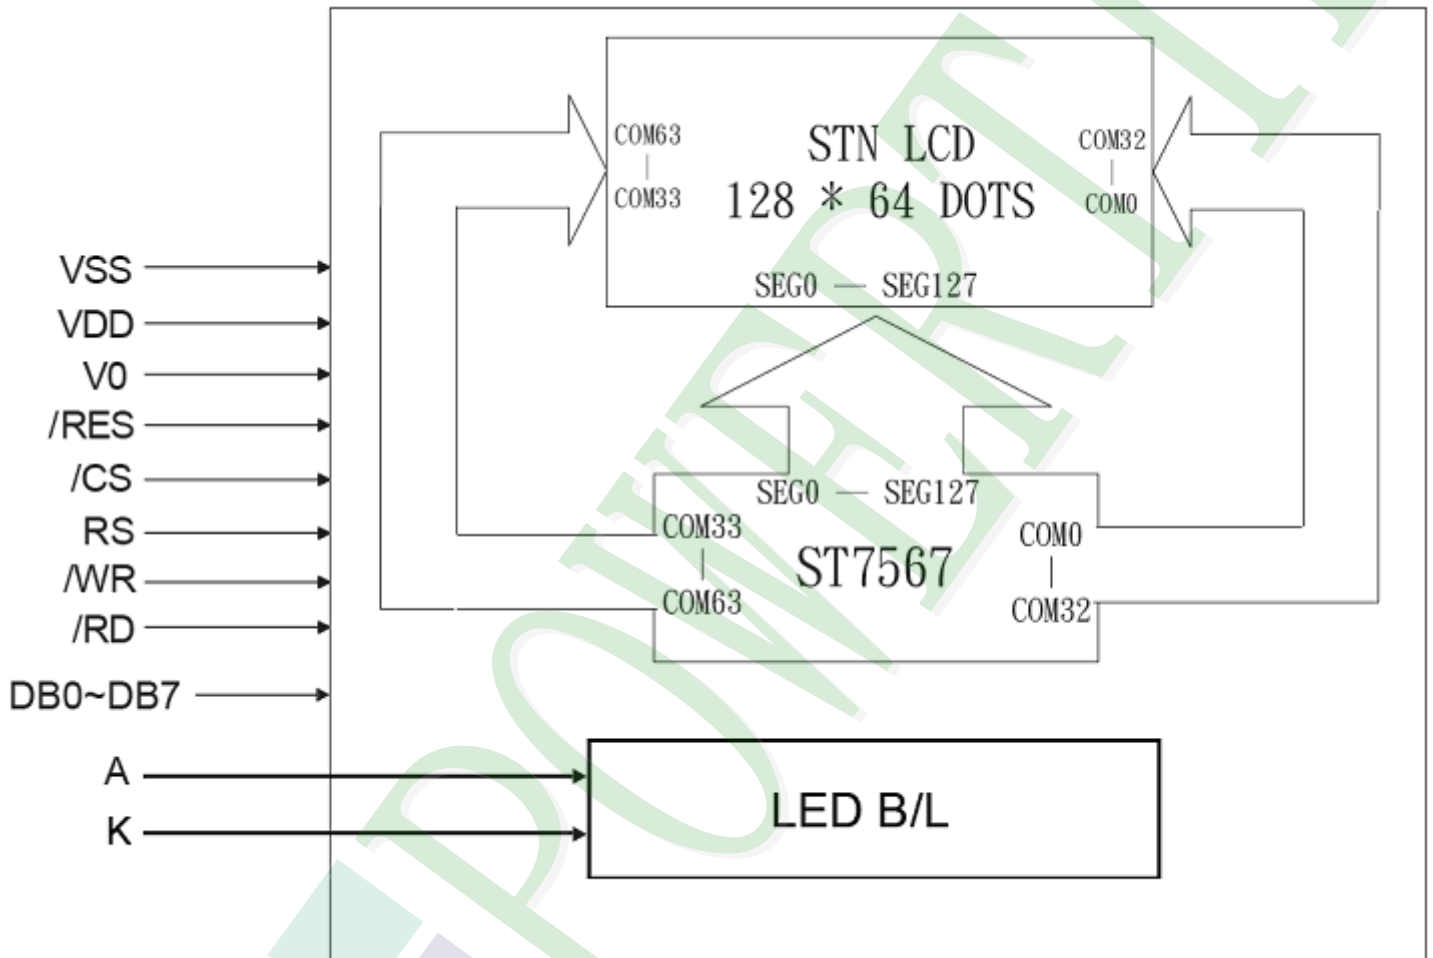 COM63
|
COM33
STN LCD
128 * 64 DOTS
COM32
|
COM0
SEG0 — SEG127
VSS
VDD
V0
/RES
/CS
RS
/WR
/RD
DB0~DB7
SEG0 — SEG127
COM33
|
COM63
ST7567
COM0
|
COM32
A
K
LED B/L
POWERTI